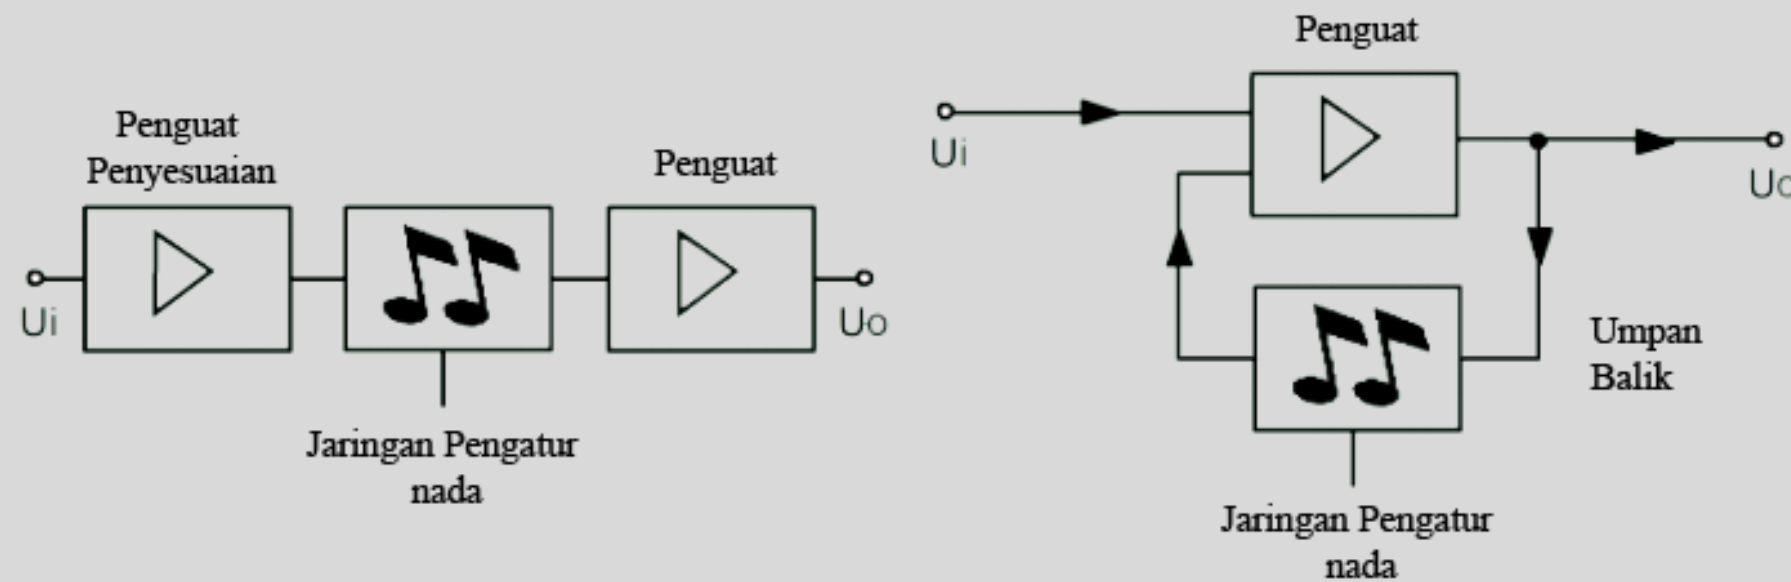 Penguat
Penyesuaian
Penguat
Ui
Uo
Jaringan Pengatur
nada
Penguat
Ui
Uo
Umpan
Balik
Jaringan Pengatur
nada